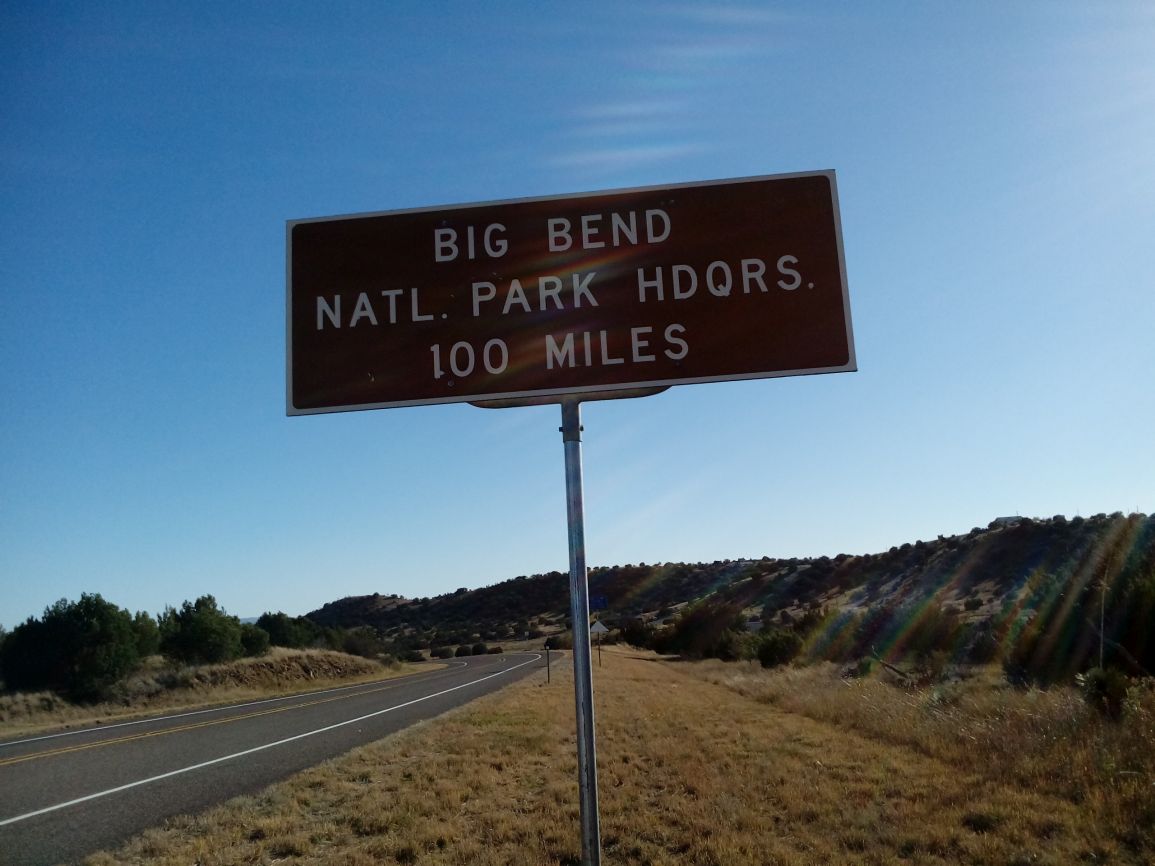 BIG BEND
NATL. PARK HDQRS.
100 MILES